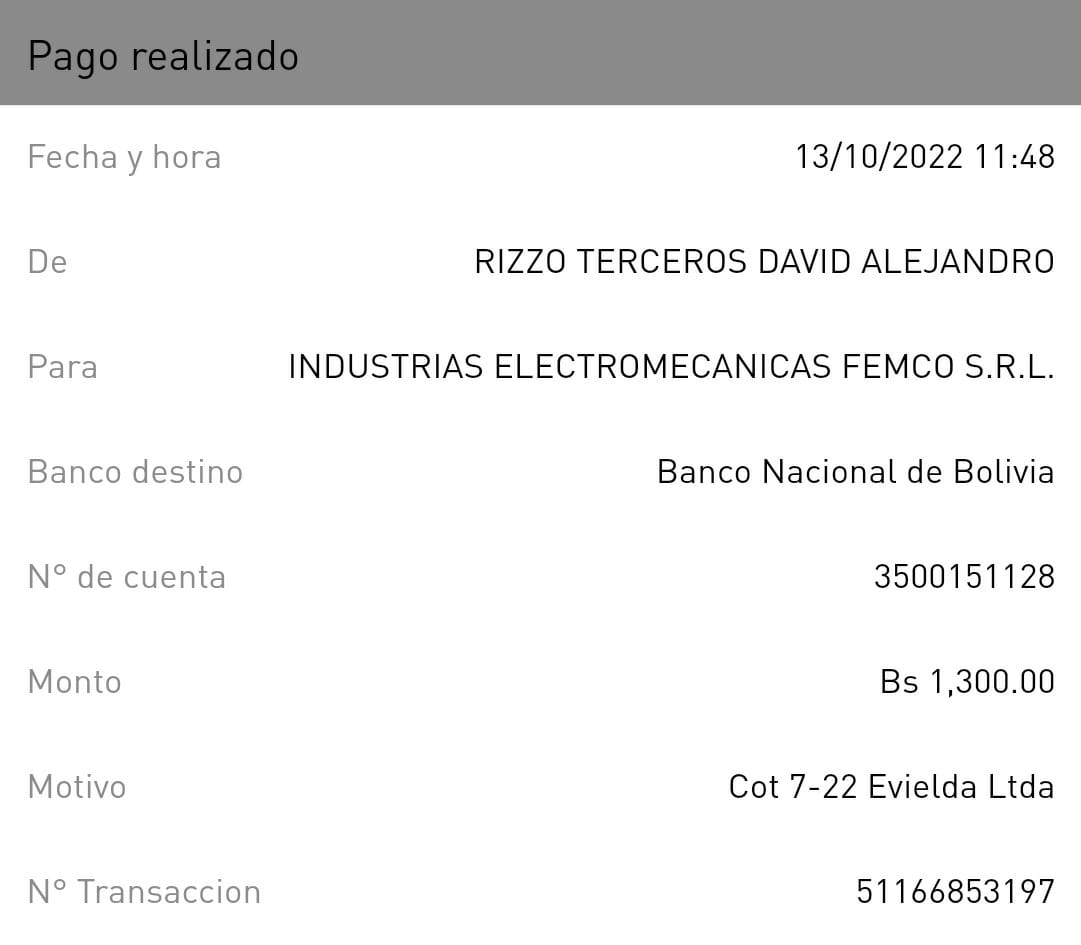 Pago realizado
Fecha y hora 13/10/2022 11:48
De RIZZO TERCEROS DAVID ALEJANDRO
Para INDUSTRIAS ELECTROMECANICAS FEMCO S.R.L.
Banco destino Banco Nacional de Bolivia
N° de cuenta 3500151128
Monto Bs 1,300.00
Motivo Cot 7-22 Evielda Ltda
N° Transaccion 51166853197